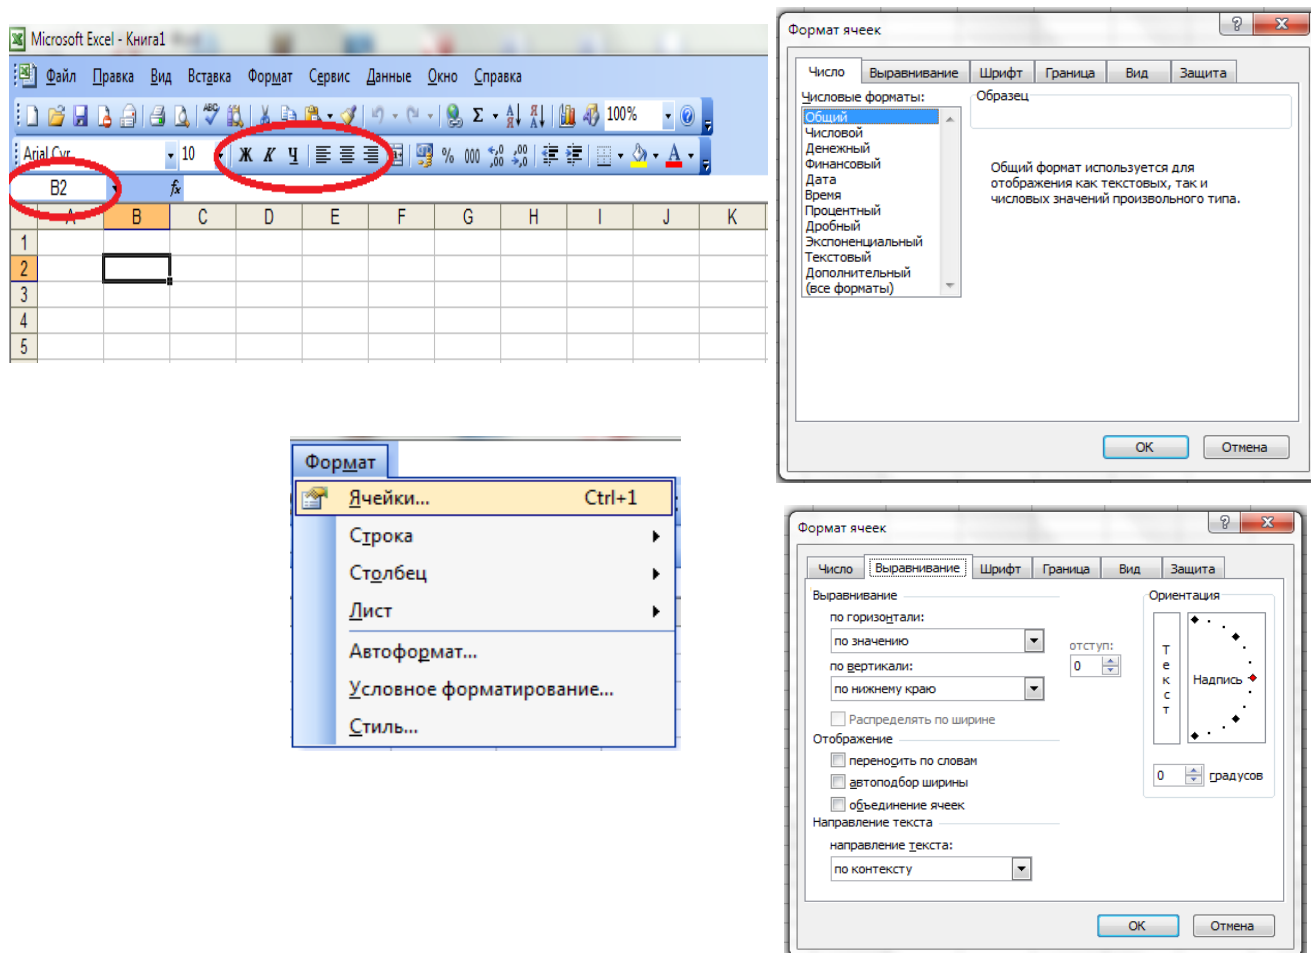 Microsoft Excel - Книга1
Файл Правка Вид Вставка Формат Сервис Данные Окно Справка
100%
Arial Cyr 10 Ж К Ч % 000
B2 fx
A B C D E F G H I J K
1
2
3
4
5
Формат ячеек
Число Выравнивание Шрифт Граница Вид Защита
Числовые форматы:
Образец
Общий
Числовой
Денежный
Финансовый
Дата
Время
Процентный
Дробный
Экспоненциальный
Текстовый
Дополнительный
(все форматы)
Общий формат используется для
отображения как текстовых, так и
числовых значений произвольного типа.
OK Отмена
Формат
Ячейки... Ctrl+1
Строка
Столбец
Лист
Автоформат...
Условное форматирование...
Стиль...
Формат ячеек
Число Выравнивание Шрифт Граница Вид Защита
Выравнивание
по горизонтали:
по значению
отступ:
0
по вертикали:
по нижнему краю
Распределять по ширине
Отображение
переносить по словам
автоподбор ширины
объединение ячеек
Направление текста
направление текста:
по контексту
Ориентация
Текст
Надпись
0 градусов
OK Отмена